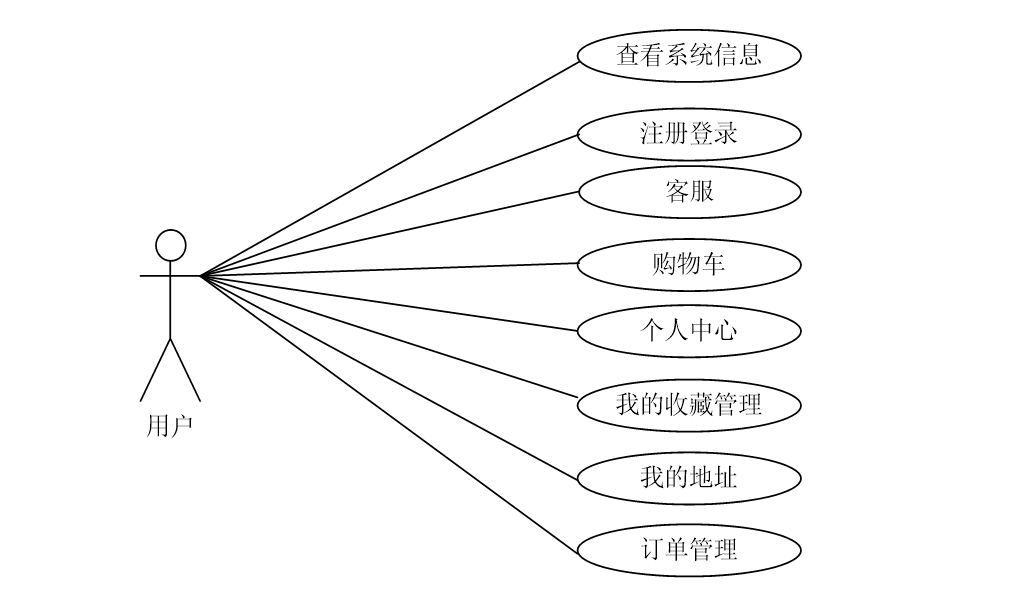 查看系统信息
注册登录
客服
购物车
个人中心
我的收藏管理
我的地址
订单管理
用户